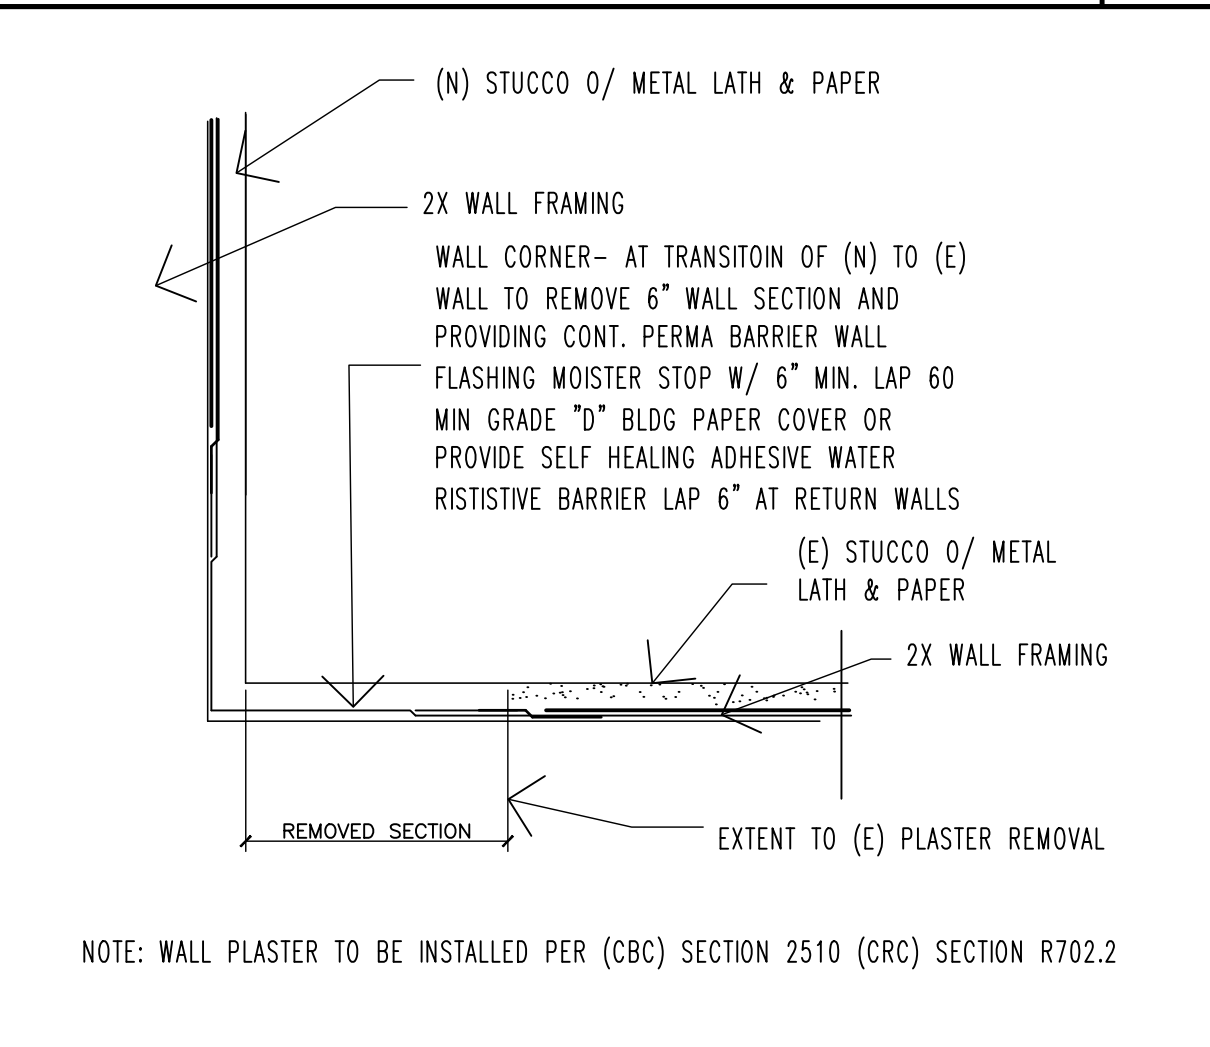 (N) STUCCO O/ METAL LATH & PAPER
2X WALL FRAMING
WALL CORNER- AT TRANSITOIN OF (N) TO (E)
WALL TO REMOVE 6" WALL SECTION AND
PROVIDING CONT. PERMA BARRIER WALL
FLASHING MOISTER STOP W/ 6" MIN. LAP 60
MIN GRADE "D" BLDG PAPER COVER OR
PROVIDE SELF HEALING ADHESIVE WATER
RISTISTIVE BARRIER LAP 6" AT RETURN WALLS
(E) STUCCO O/ METAL
LATH & PAPER
2X WALL FRAMING
REMOVED SECTION
EXTENT TO (E) PLASTER REMOVAL
NOTE: WALL PLASTER TO BE INSTALLED PER (CBC) SECTION 2510 (CRC) SECTION R702.2